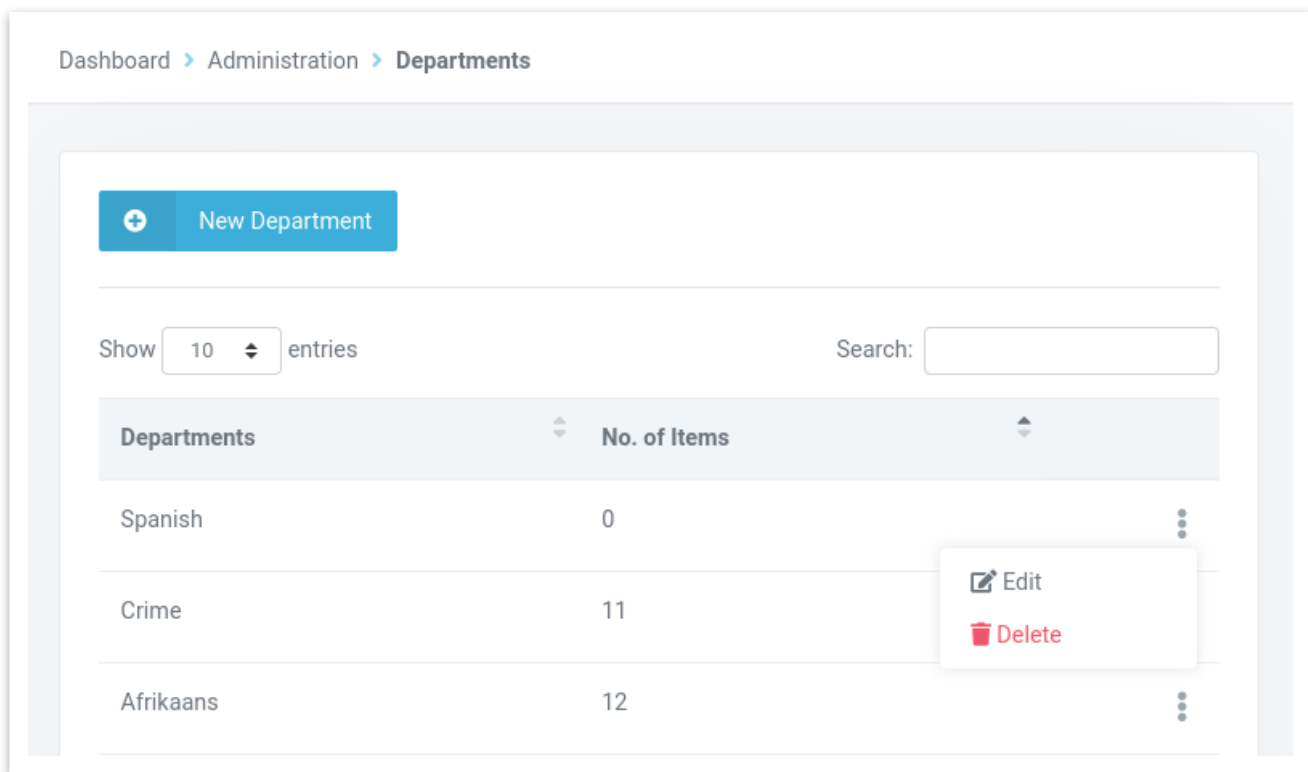 Dashboard > Administration > Departments
New Department
Show 10 entries Search:
Departments No. of Items
Spanish 0
Edit
Crime 11
Delete
Afrikaans 12